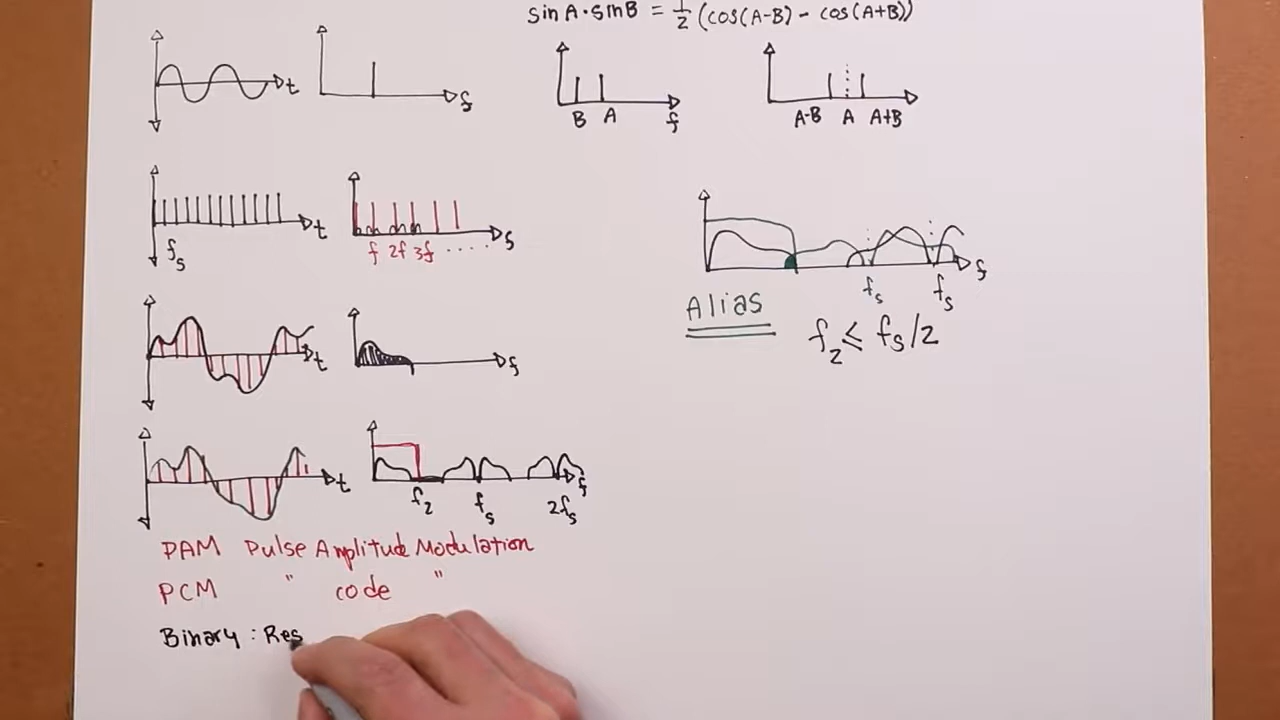 sin A · sin B = 1/2 (cos(A-B) - cos(A+B))
t
f
B A
f
A-B A A+B
t
f
fs
f 2f 3f .....
f
fs
fs
Alias
f2 ≤ fs/2
t
f
t
f
f2
fs
2fs
PAM Pulse Amplitude Modulation
PCM " code "
Binary : Res